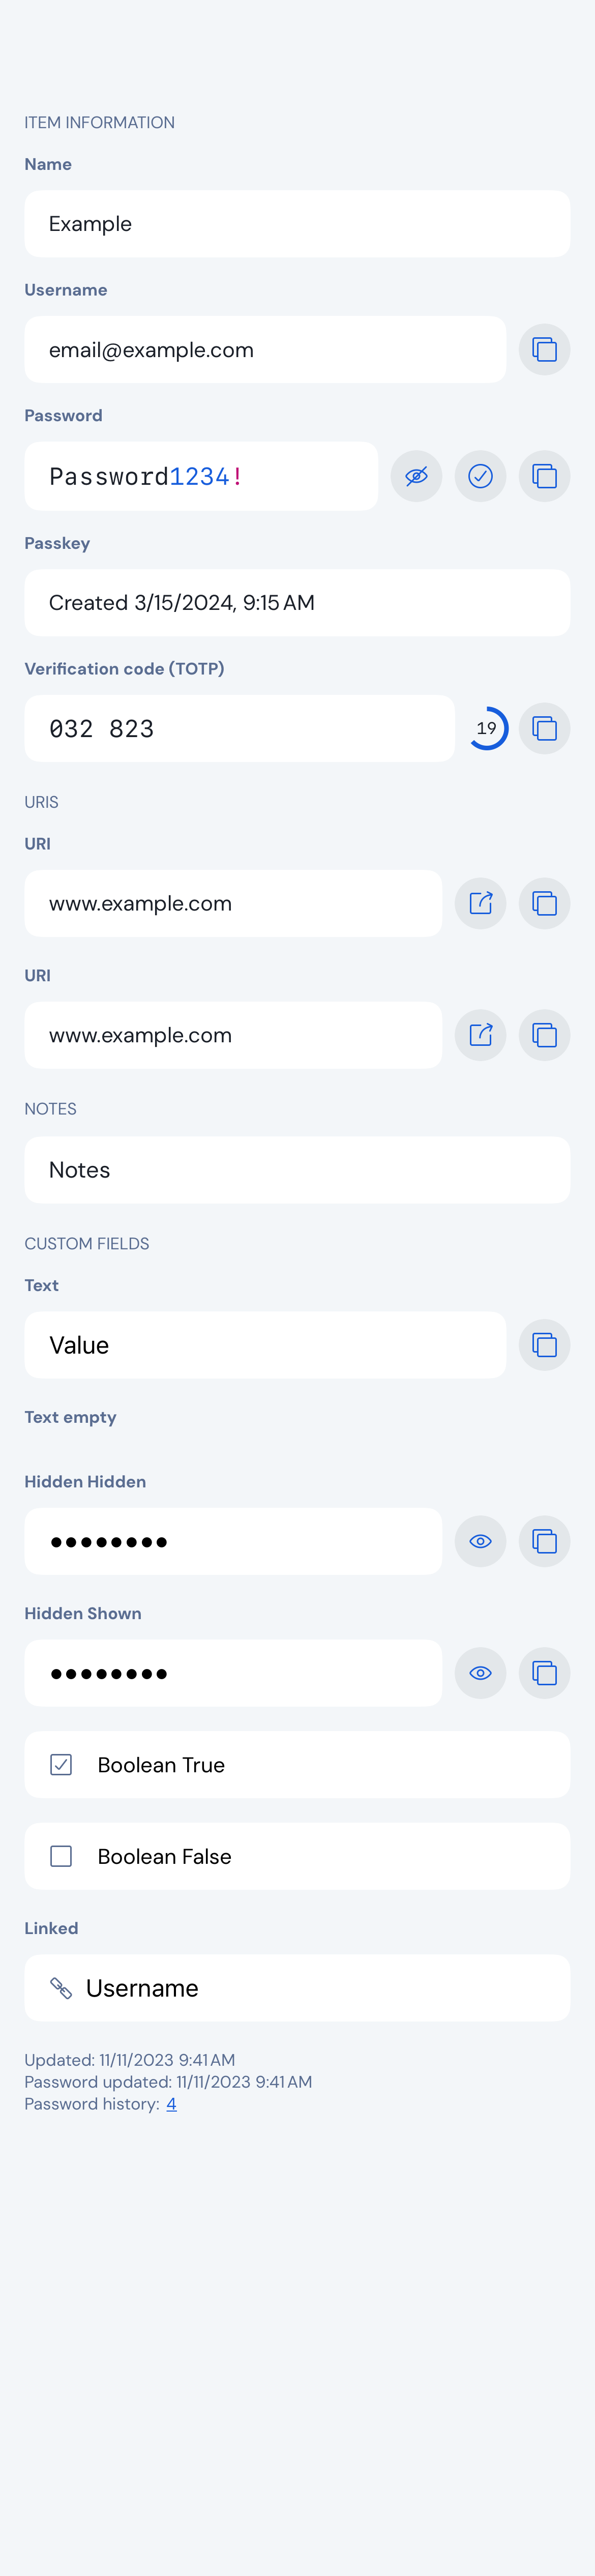 ITEM INFORMATION
Name
Example
Username
email@example.com
Password
Password1234!
Passkey
Created 3/15/2024, 9:15 AM
Verification code (TOTP)
032 823
19
URIS
URI
www.example.com
URI
www.example.com
NOTES
Notes
CUSTOM FIELDS
Text
Value
Text empty
Hidden Hidden
••••••••
Hidden Shown
••••••••
Boolean True
Boolean False
Linked
Username
Updated: 11/11/2023 9:41 AM
Password updated: 11/11/2023 9:41 AM
Password history: 4